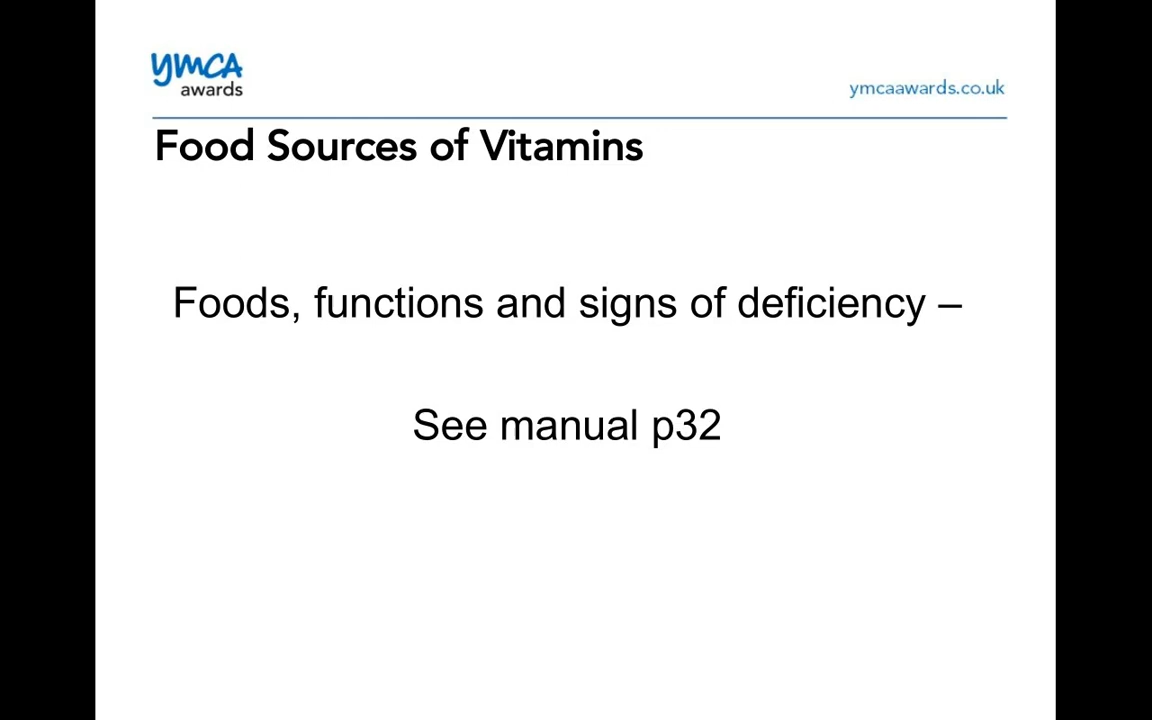 ymca
awards
ymcaawards.co.uk
Food Sources of Vitamins
Foods, functions and signs of deficiency –
See manual p32